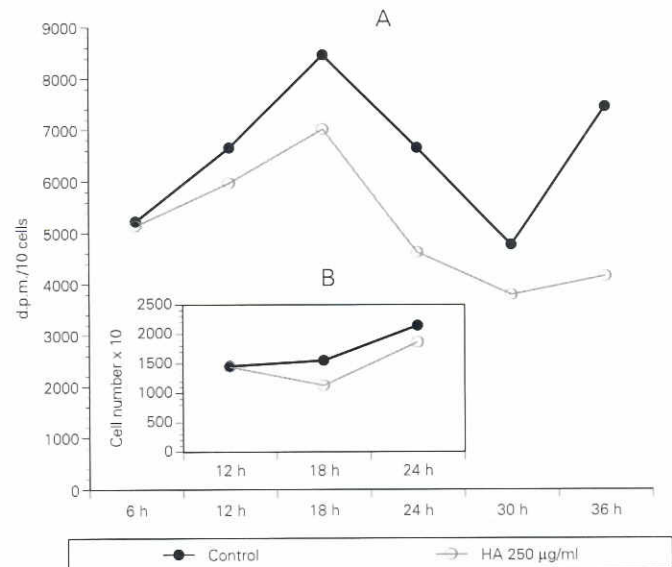 A
9000
8000
7000
6000
5000
4000
3000
2000
1000
0
d.p.m./10 cells
6 h 12 h 18 h 24 h 30 h 36 h
B
2500
2000
1500
1000
500
0
Cell number x 10
12 h 18 h 24 h
Control HA 250 µg/ml